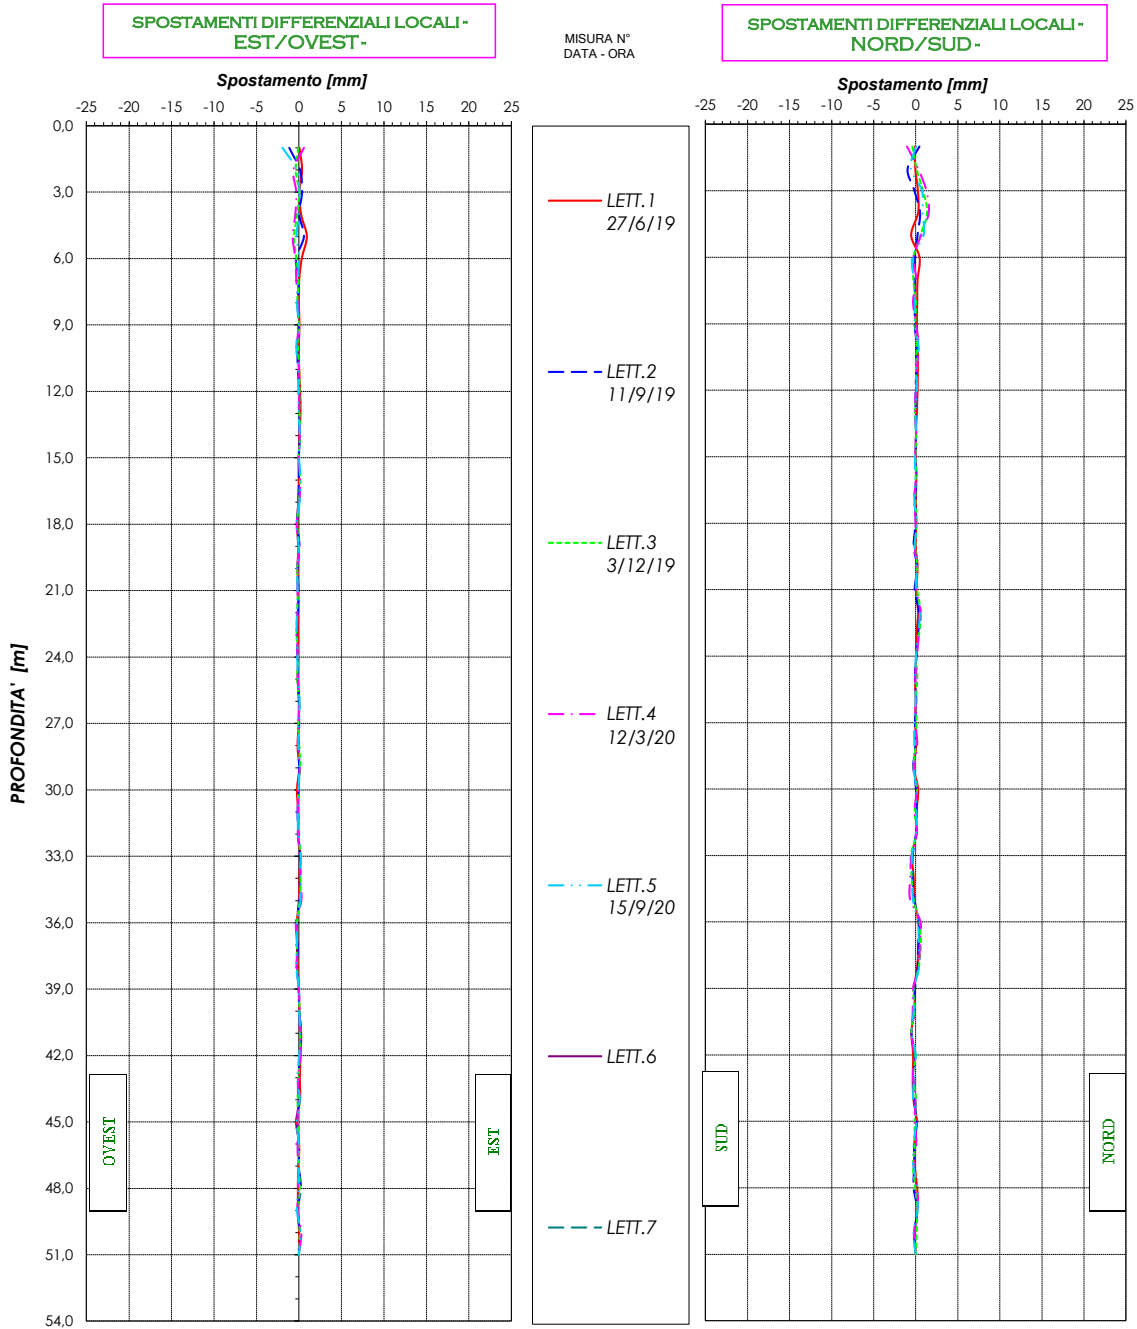 SPOSTAMENTI DIFFERENZIALI LOCALI -
EST/OVEST -
MISURA N°
DATA - ORA
SPOSTAMENTI DIFFERENZIALI LOCALI -
NORD/SUD -
Spostamento [mm]
-25 -20 -15 -10 -5 0 5 10 15 20 25
Spostamento [mm]
-25 -20 -15 -10 -5 0 5 10 15 20 25
PROFONDITA' [m]
0,0
3,0
6,0
9,0
12,0
15,0
18,0
21,0
24,0
27,0
30,0
33,0
36,0
39,0
42,0
45,0
48,0
51,0
54,0
OVEST
EST
LETT.1
27/6/19
LETT.2
11/9/19
LETT.3
3/12/19
LETT.4
12/3/20
LETT.5
15/9/20
LETT.6
LETT.7
SUD
NORD